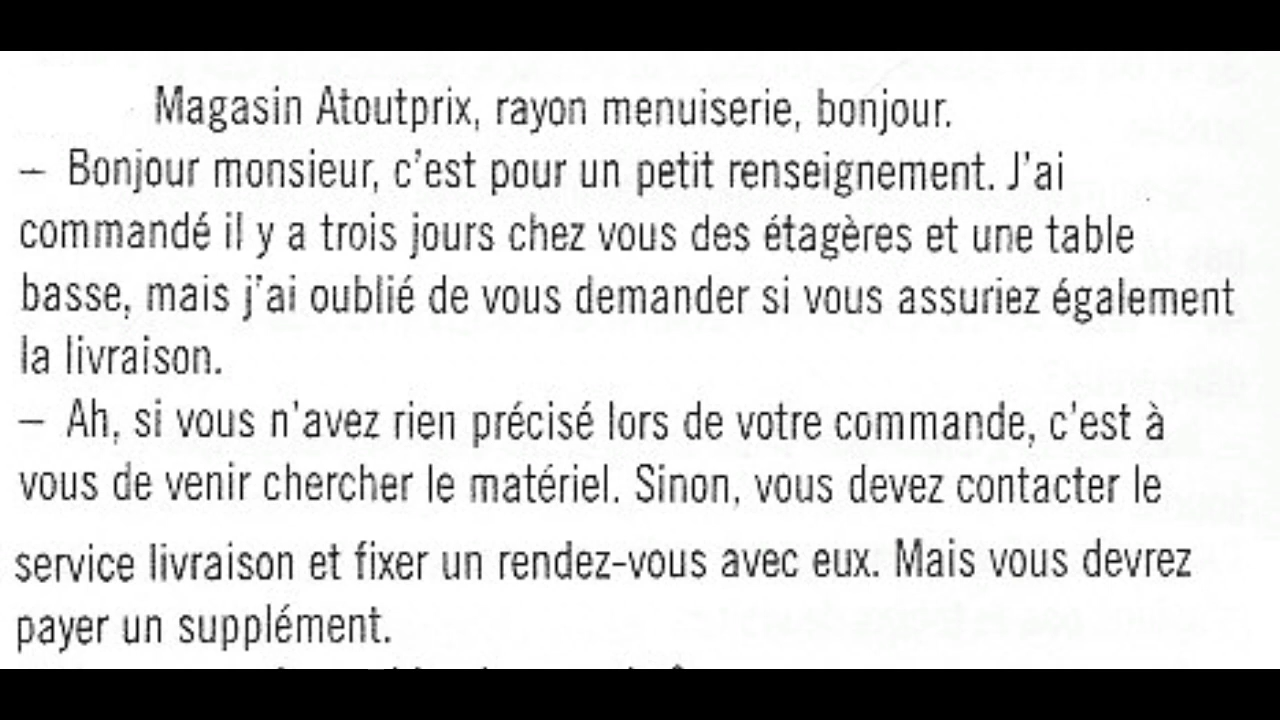 Magasin Atoutprix, rayon menuiserie, bonjour.
– Bonjour monsieur, c'est pour un petit renseignement. J'ai
commandé il y a trois jours chez vous des étagères et une table
basse, mais j'ai oublié de vous demander si vous assuriez également
la livraison.
– Ah, si vous n'avez rien précisé lors de votre commande, c'est à
vous de venir chercher le matériel. Sinon, vous devez contacter le
service livraison et fixer un rendez-vous avec eux. Mais vous devrez
payer un supplément.